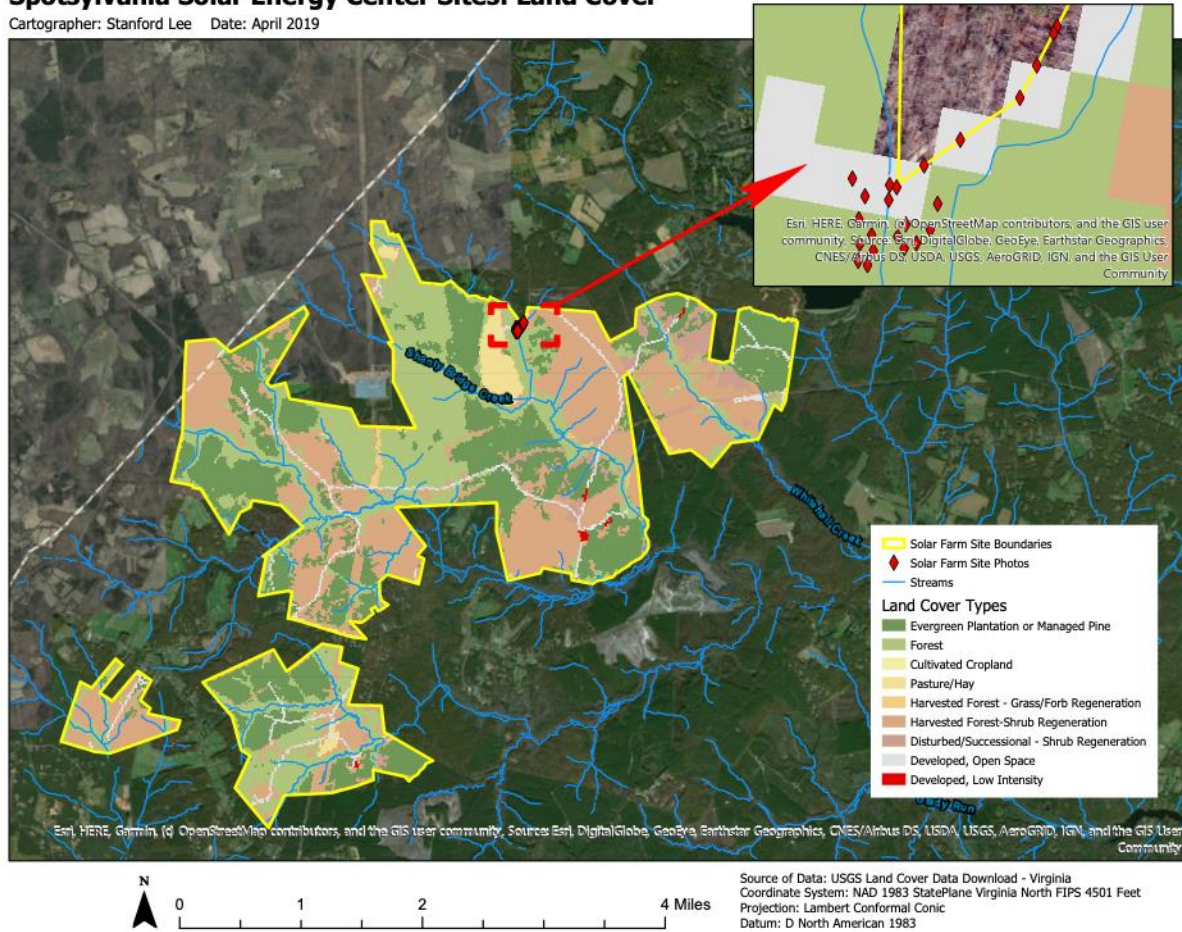 Spotsylvania Solar Energy Center Sites: Land Cover
Cartographer: Stanford Lee Date: April 2019
Esri, HERE, Garmin, (c) OpenStreetMap contributors, and the GIS user
community, Source: Esri, DigitalGlobe, GeoEye, Earthstar Geographics,
CNES/Airbus DS, USDA, USGS, AeroGRID, IGN, and the GIS User
Community
Shanty Bridge Creek
Whitehall Creek
Solar Farm Site Boundaries
Solar Farm Site Photos
Streams
Land Cover Types
Evergreen Plantation or Managed Pine
Forest
Cultivated Cropland
Pasture/Hay
Harvested Forest - Grass/Forb Regeneration
Harvested Forest-Shrub Regeneration
Disturbed/Successional - Shrub Regeneration
Developed, Open Space
Developed, Low Intensity
Run
Esri, HERE, Garmin, (c) OpenStreetMap contributors, and the GIS user community, Source: Esri, DigitalGlobe, GeoEye, Earthstar Geographics, CNES/Airbus DS, USDA, USGS, AeroGRID, IGN, and the GIS User
Community
N
0 1 2 4 Miles
Source of Data: USGS Land Cover Data Download - Virginia
Coordinate System: NAD 1983 StatePlane Virginia North FIPS 4501 Feet
Projection: Lambert Conformal Conic
Datum: D North American 1983